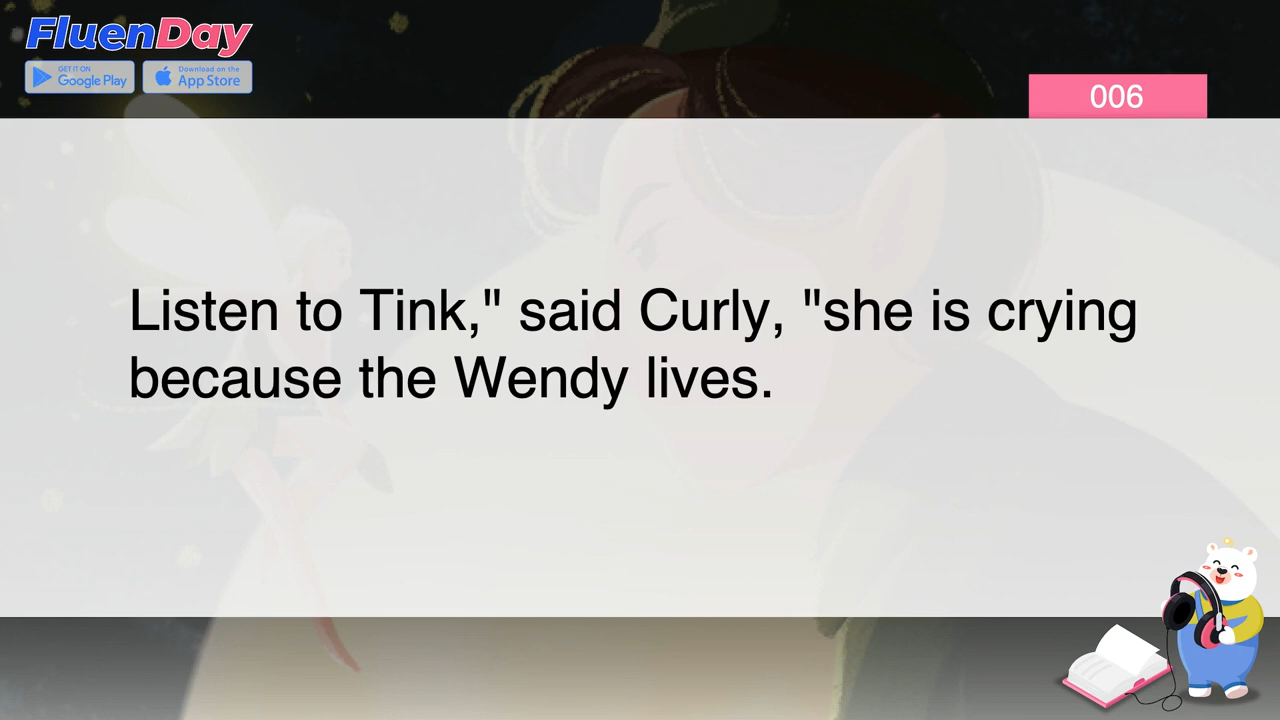 FluenDay
GET IT ON
Google Play
Download on the
App Store
006
Listen to Tink," said Curly, "she is crying
because the Wendy lives.